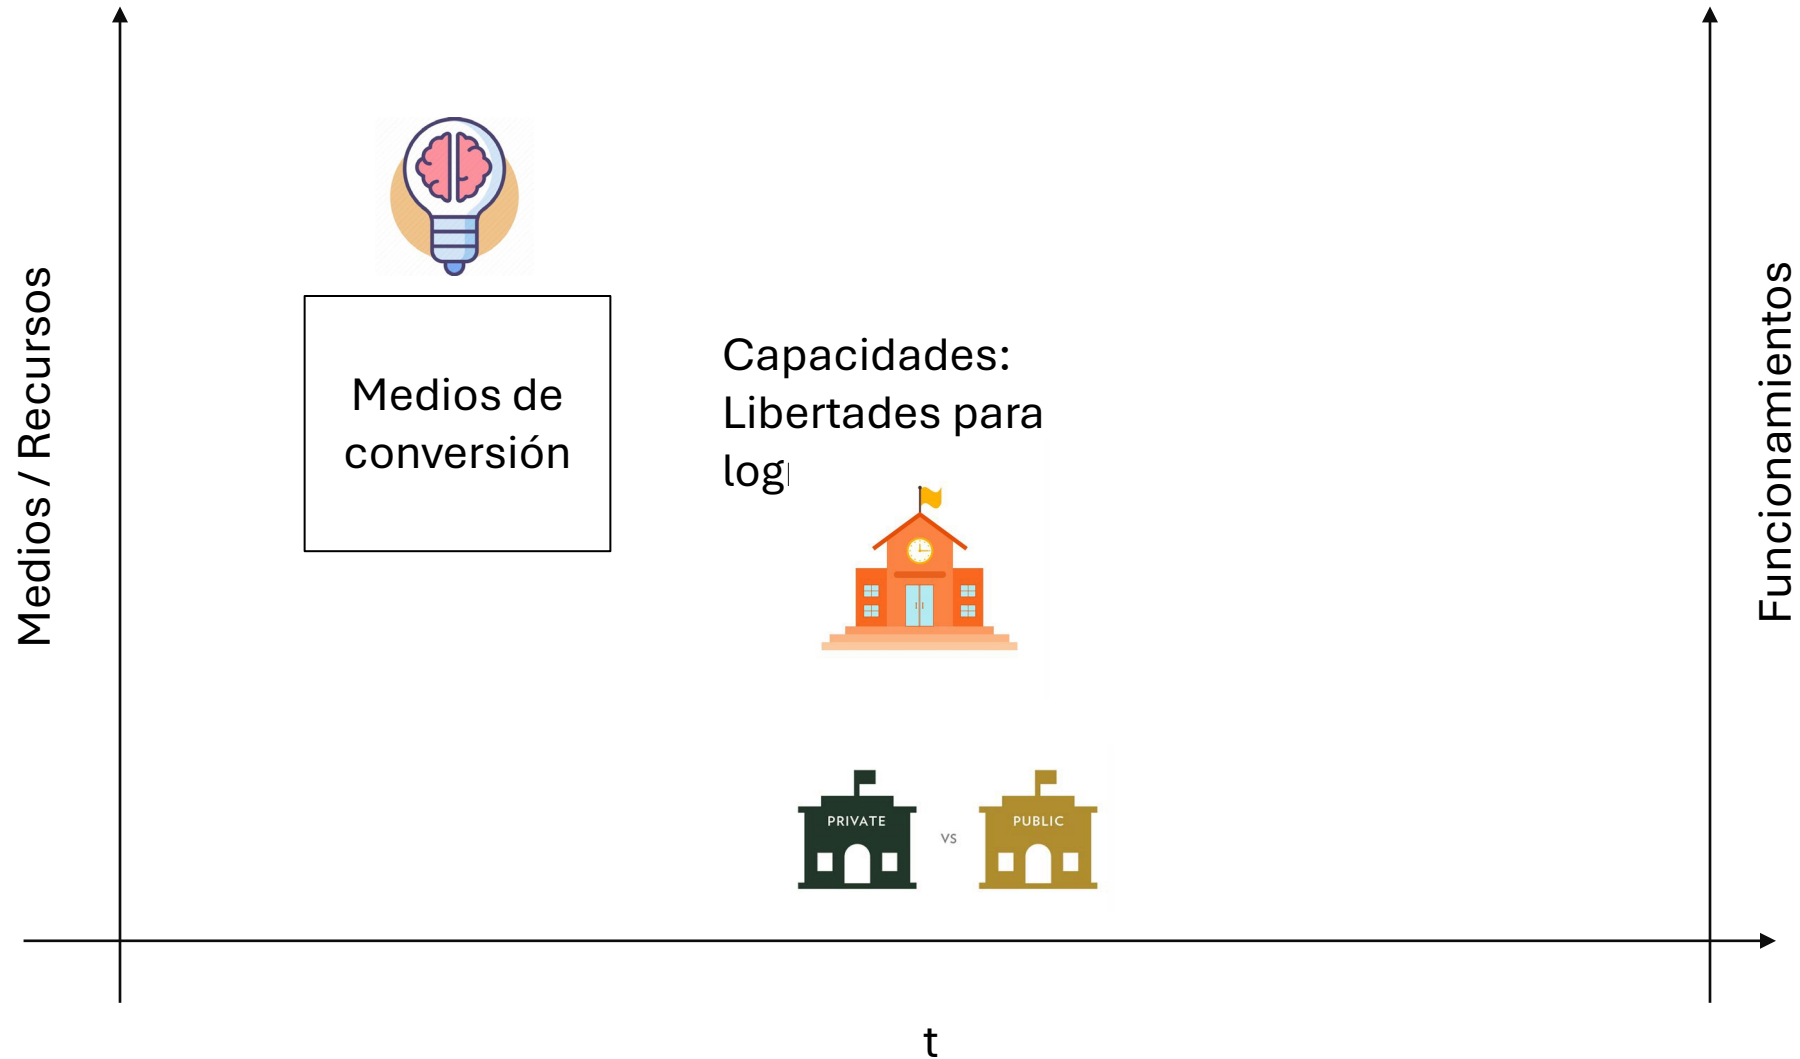 Medios / Recursos
Medios de
conversión
Capacidades:
Libertades para
PRIVATE
vs
PUBLIC
Funcionamientos
t